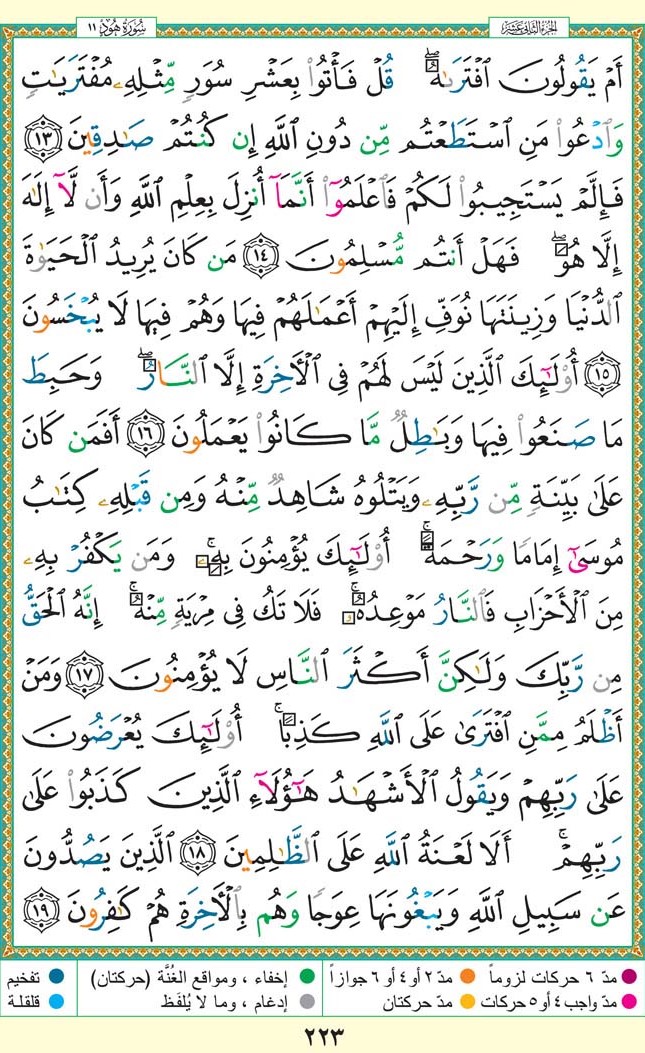 سُورَةُ هُود ١١
الجزء الثاني عشر
أَمْ يَقُولُونَ ٱفْتَرَىٰهُ ۖ قُلْ فَأْتُوا۟ بِعَشْرِ سُوَرٍ مِّثْلِهِۦ مُفْتَرَيَٰتٍ
وَٱدْعُوا۟ مَنِ ٱسْتَطَعْتُم مِّن دُونِ ٱللَّهِ إِن كُنتُمْ صَٰدِقِينَ ١٣
فَإِلَّمْ يَسْتَجِيبُوا۟ لَكُمْ فَٱعْلَمُوٓا۟ أَنَّمَآ أُنزِلَ بِعِلْمِ ٱللَّهِ وَأَن لَّآ إِلَٰهَ
إِلَّا هُوَ ۖ فَهَلْ أَنتُم مُّسْلِمُونَ ١٤ مَن كَانَ يُرِيدُ ٱلْحَيَوٰةَ
ٱلدُّنْيَا وَزِينَتَهَا نُوَفِّ إِلَيْهِمْ أَعْمَٰلَهُمْ فِيهَا وَهُمْ فِيهَا لَا يُبْخَسُونَ
١٥ أُو۟لَٰٓئِكَ ٱلَّذِينَ لَيْسَ لَهُمْ فِى ٱلْأَخِرَةِ إِلَّا ٱلنَّارُ ۖ وَحَبِطَ
مَا صَنَعُوا۟ فِيهَا وَبَٰطِلٌ مَّا كَانُوا۟ يَعْمَلُونَ ١٦ أَفَمَن كَانَ
عَلَىٰ بَيِّنَةٍ مِّن رَّبِّهِۦ وَيَتْلُوهُ شَاهِدٌ مِّنْهُ وَمِن قَبْلِهِۦ كِتَٰبُ
مُوسَىٰٓ إِمَامًا وَرَحْمَةً ۚ أُو۟لَٰٓئِكَ يُؤْمِنُونَ بِهِۦ ۚ وَمَن يَكْفُرْ بِهِۦ
مِنَ ٱلْأَحْزَابِ فَٱلنَّارُ مَوْعِدُهُۥ ۚ فَلَا تَكُ فِى مِرْيَةٍ مِّنْهُ ۚ إِنَّهُ ٱلْحَقُّ
مِن رَّبِّكَ وَلَٰكِنَّ أَكْثَرَ ٱلنَّاسِ لَا يُؤْمِنُونَ ١٧ وَمَنْ
أَظْلَمُ مِمَّنِ ٱفْتَرَىٰ عَلَى ٱللَّهِ كَذِبًا ۚ أُو۟لَٰٓئِكَ يُعْرَضُونَ
عَلَىٰ رَبِّهِمْ وَيَقُولُ ٱلْأَشْهَٰدُ هَٰٓؤُلَآءِ ٱلَّذِينَ كَذَبُوا۟ عَلَىٰ
رَبِّهِمْ ۚ أَلَا لَعْنَةُ ٱللَّهِ عَلَى ٱلظَّٰلِمِينَ ١٨ ٱلَّذِينَ يَصُدُّونَ
عَن سَبِيلِ ٱللَّهِ وَيَبْغُونَهَا عِوَجًا وَهُم بِٱلْأَخِرَةِ هُمْ كَٰفِرُونَ ١٩
مدّ ٦ حركات لزوماً مدّ ٢ أو ٤ أو ٦ جوازاً إخفاء ، ومواقع الغُنَّة (حركتان) تفخيم
مدّ واجب ٤ أو ٥ حركات مدّ حركتان إدغام ، وما لا يُلفَظ قلقلة
٢٢٣